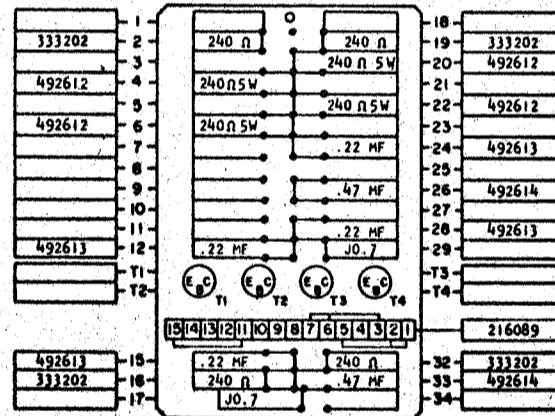 1 18
333202 2 240 Ω 240 Ω 19 333202
3 240 Ω 5W 20 492612
492612 4 240Ω5W 21
5 240 Ω 5W 22 492612
492612 6 240Ω5W 23
7 .22 MF 24 492613
8 25
9 .47 MF 26 492614
10 27
11 .22 MF 28 492613
492613 12 .22 MF J0.7 29
T1 T3
T2 E B C E B C E B C E B C T4
T1 T2 T3 T4
15 14 13 12 11 10 9 8 7 6 5 4 3 2 1 216089
492613 15 .22 MF 240 Ω 32 333202
333202 16 240 Ω .47 MF 33 492614
17 J0.7 34